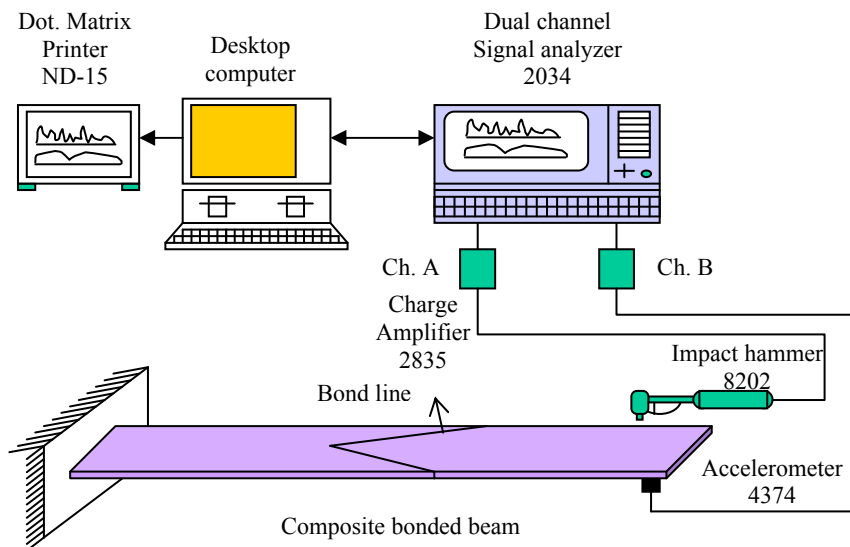 Dot. Matrix
Printer
ND-15
Desktop
computer
Dual channel
Signal analyzer
2034
Ch. A
Ch. B
Charge
Amplifier
2835
Impact hammer
8202
Bond line
Accelerometer
4374
Composite bonded beam